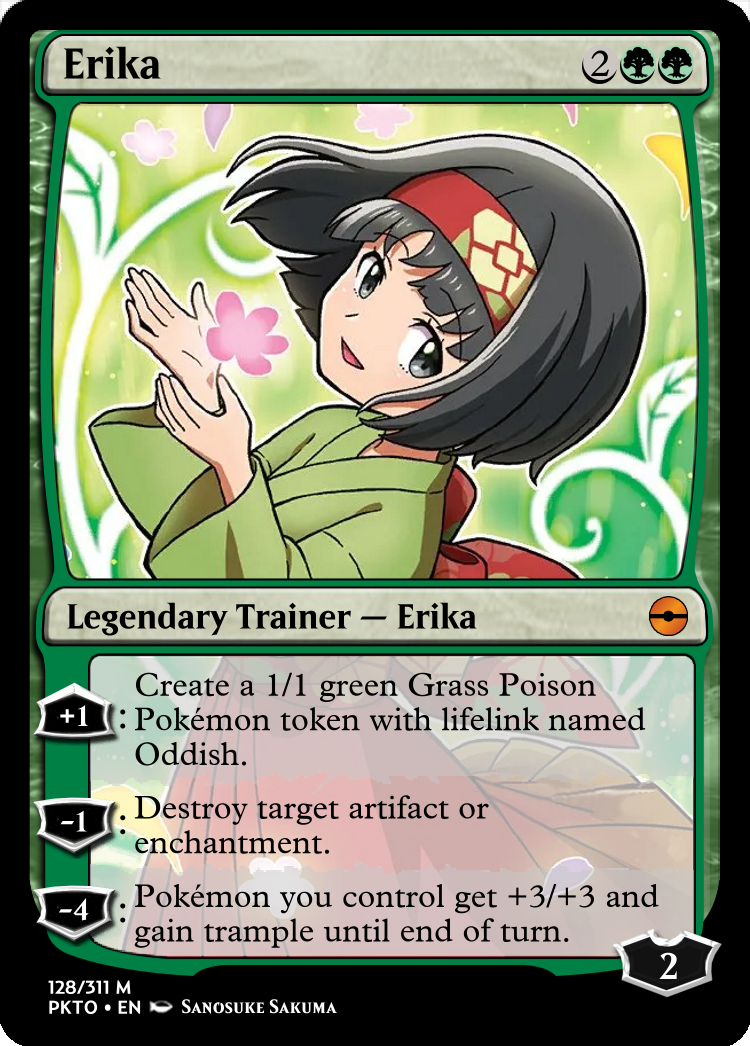 Erika 2
Legendary Trainer — Erika
Create a 1/1 green Grass Poison
+1: Pokémon token with lifelink named
Oddish.
-1: Destroy target artifact or
enchantment.
-4: Pokémon you control get +3/+3 and
gain trample until end of turn.
2
128/311 M
PKTO • EN Sanosuke Sakuma